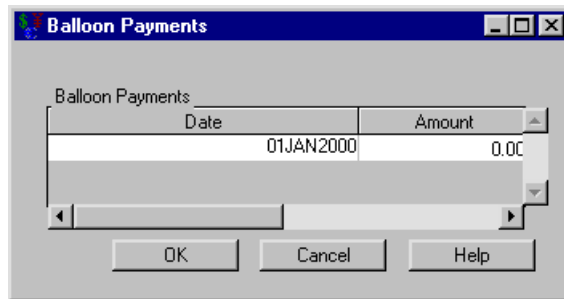 Balloon Payments
Balloon Payments
Date Amount
01JAN2000 0.00
OK Cancel Help